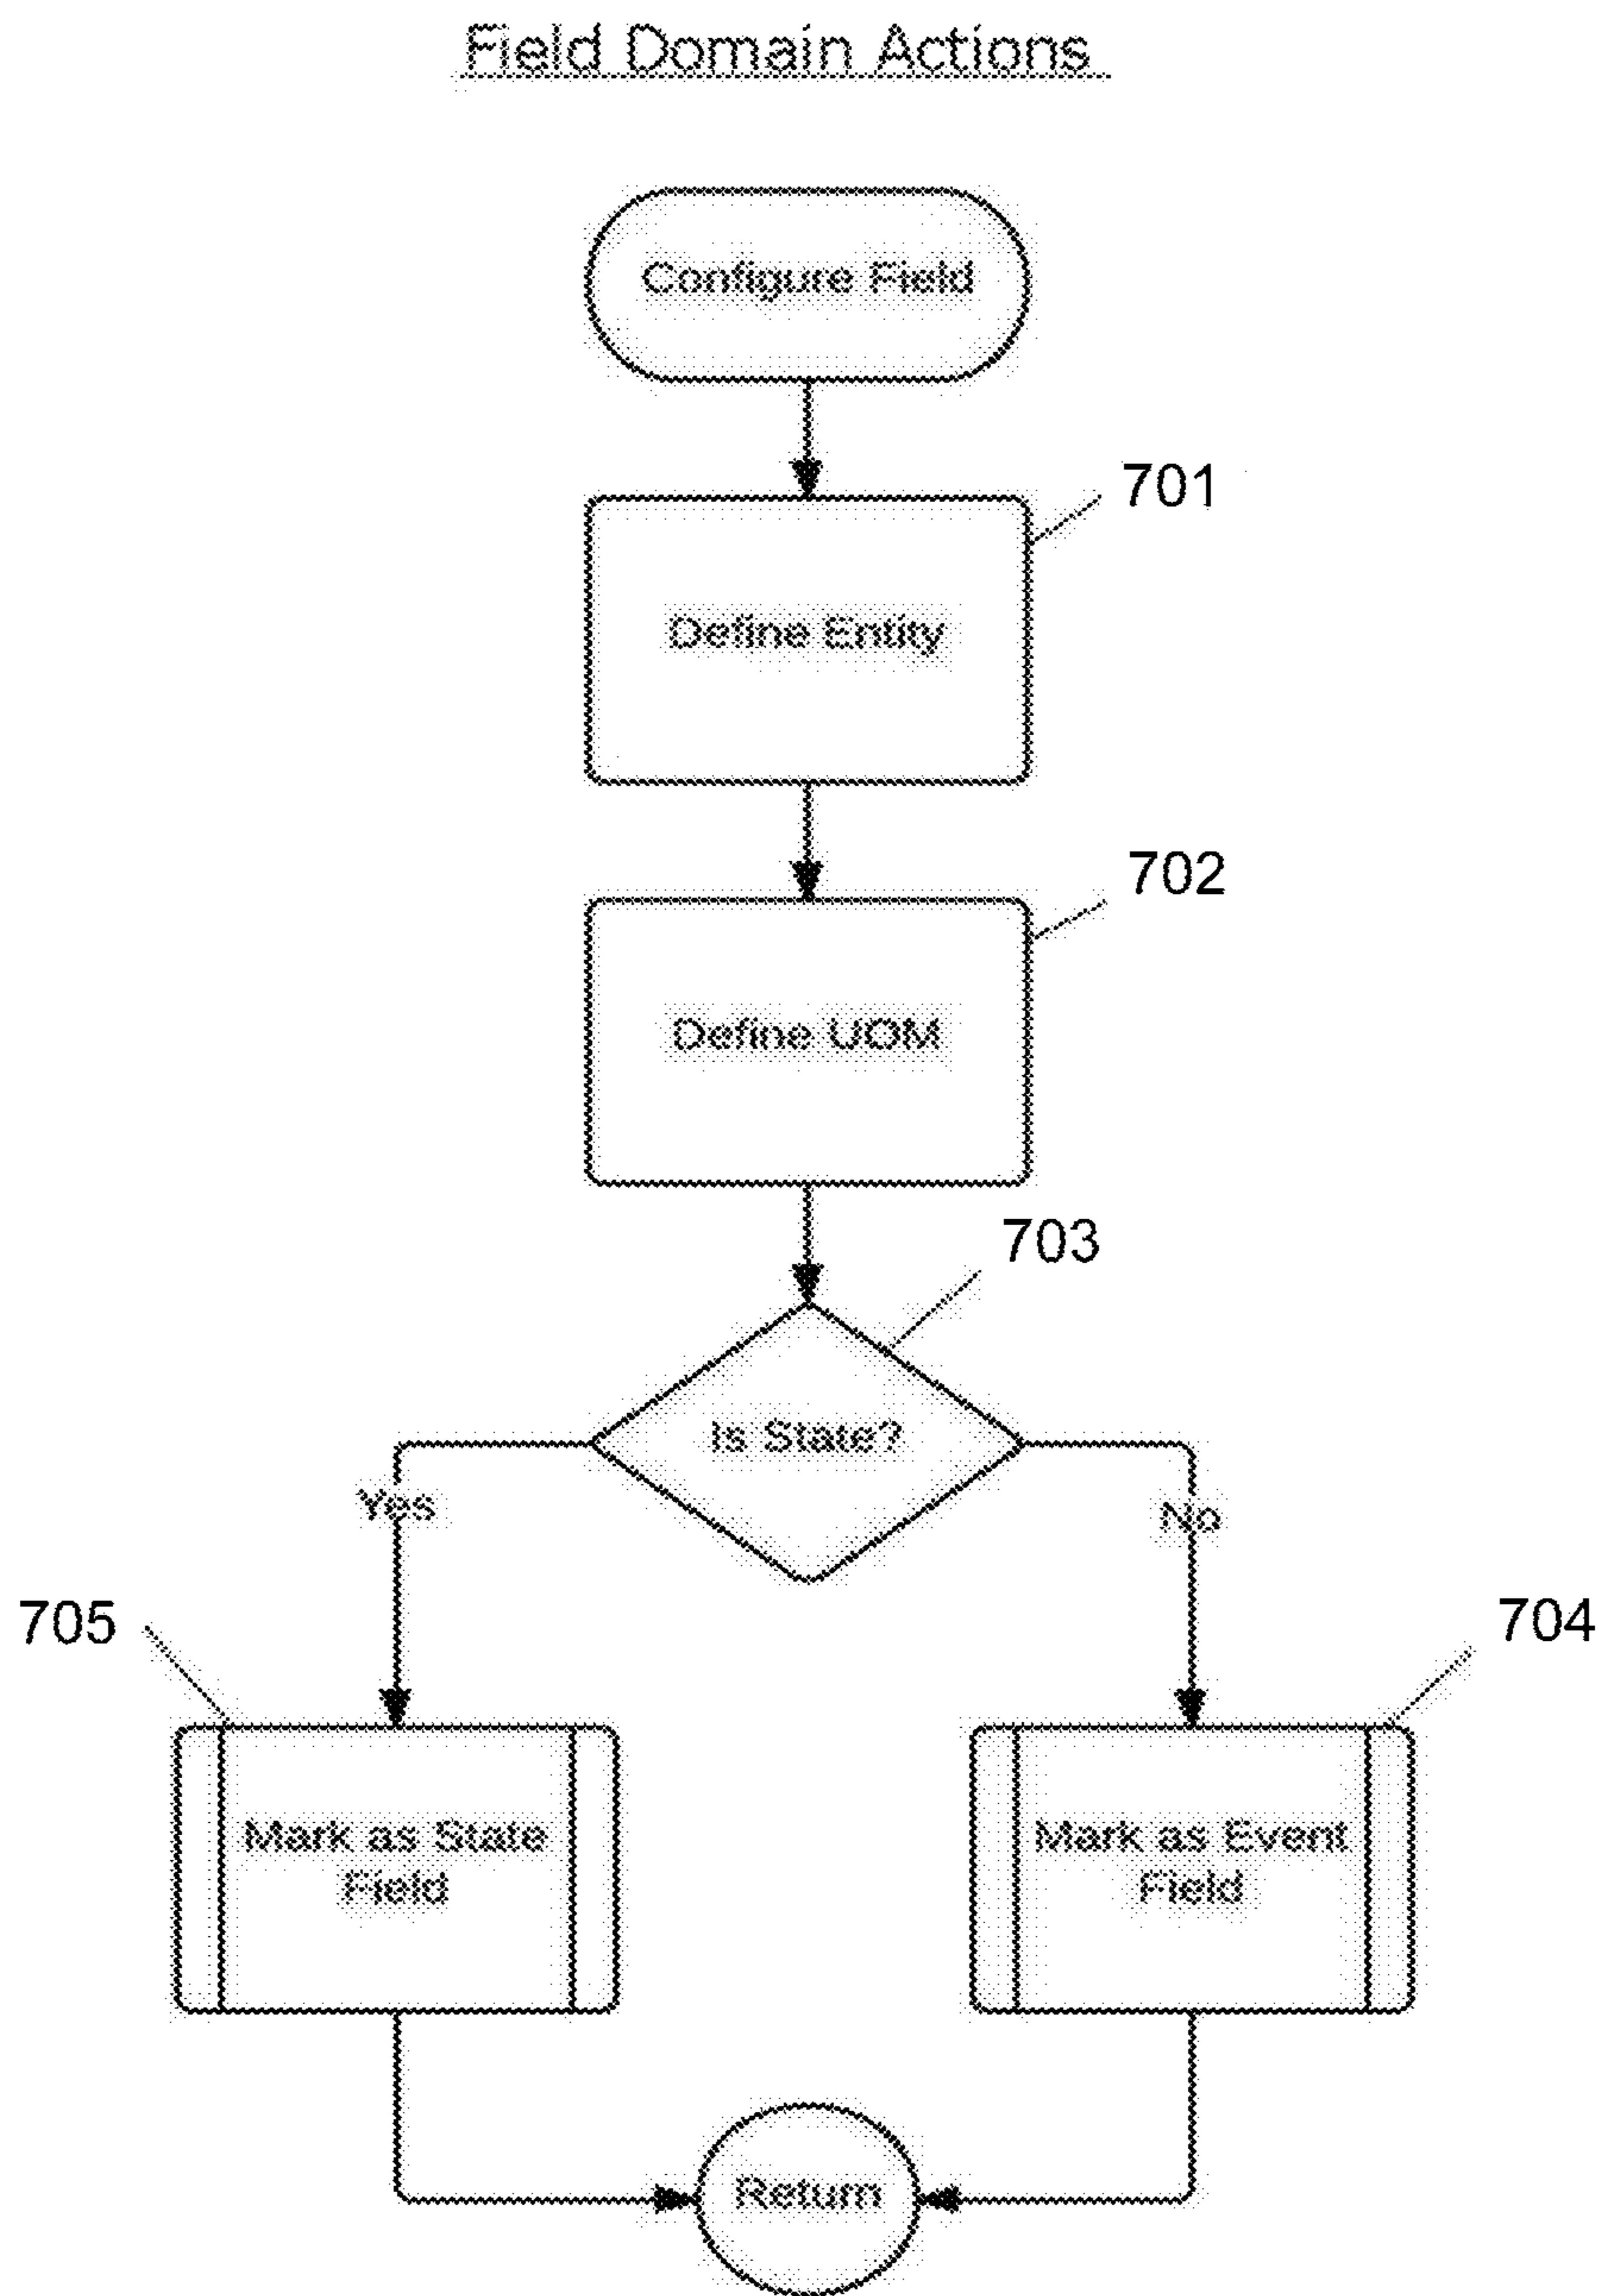 Field Domain Actions
Configure Field
701
Define Entity
702
Define UOM
703
Is State?
Yes
No
705
704
Mark as State
Field
Mark as Event
Field
Return